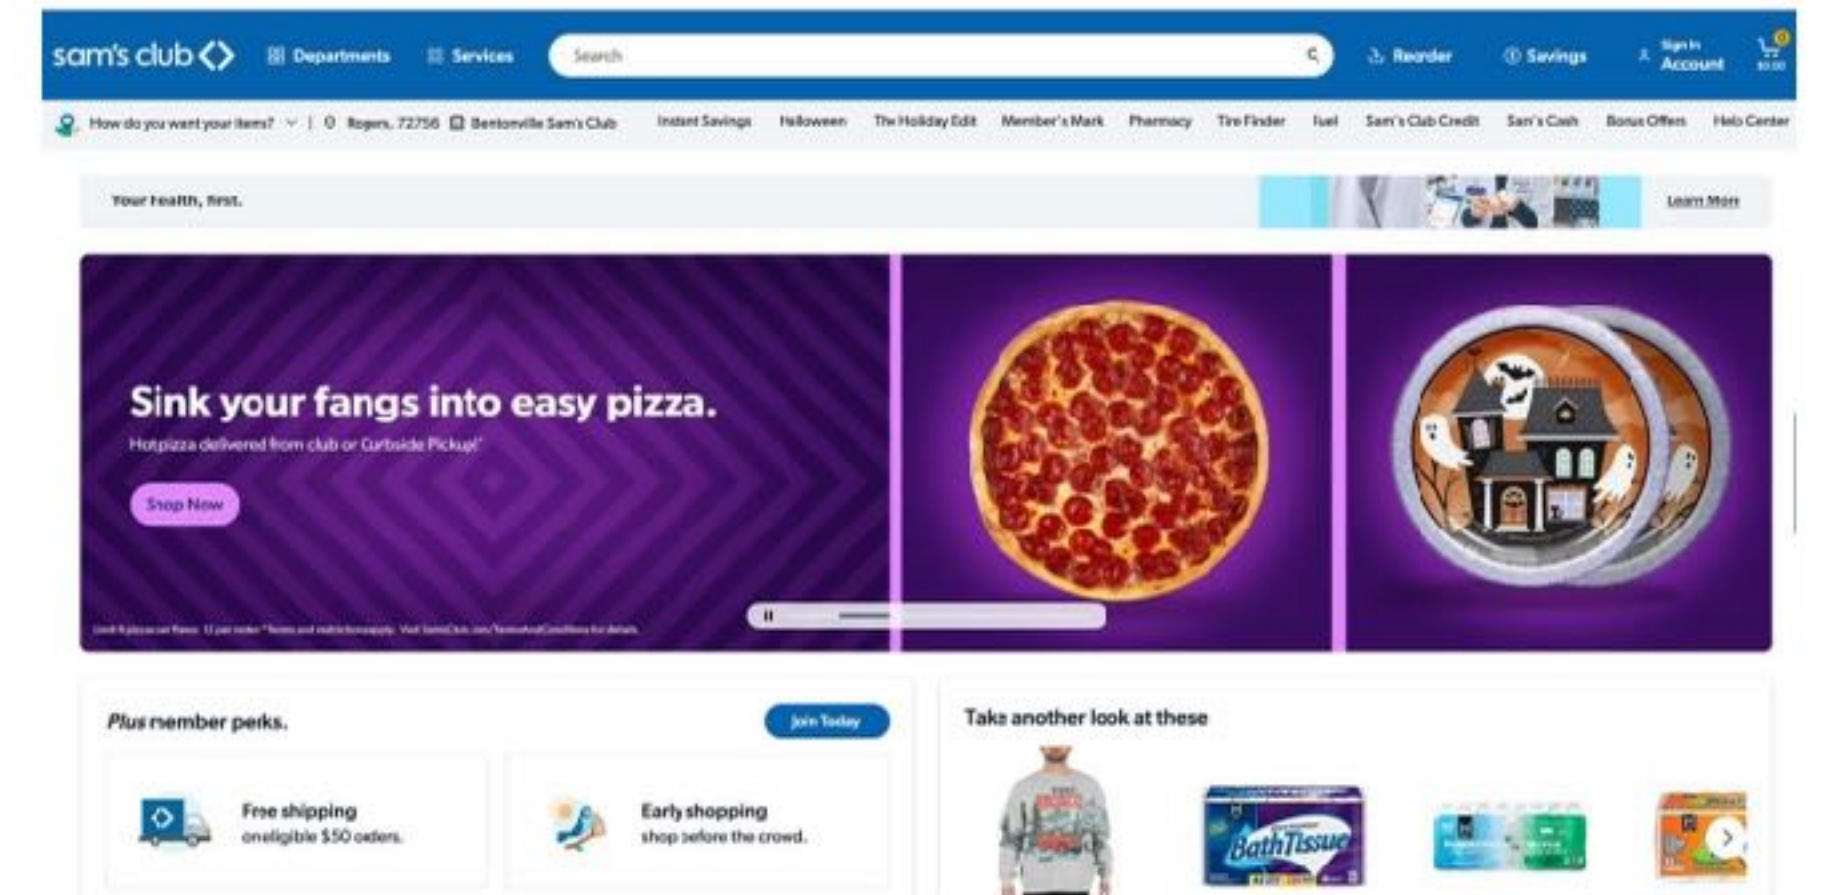 sam's club
Departments
Services
Search
Reorder
Savings
Sign In
Account
0
$0.00
How do you want your items? | Rogers, 72756 Bentonville Sam's Club
Instant Savings
Halloween
The Holiday Edit
Member's Mark
Pharmacy
Tire Finder
Fuel
Sam's Club Credit
Sam's Cash
Bonus Offers
Help Center
Your health, first.
Learn More
Sink your fangs into easy pizza.
Hot pizza delivered from club or Curbside Pickup!*
Shop Now
Plus member perks.
Join Today
Free shipping
on eligible $50 orders.
Early shopping
shop before the crowd.
Take another look at these
Bath Tissue